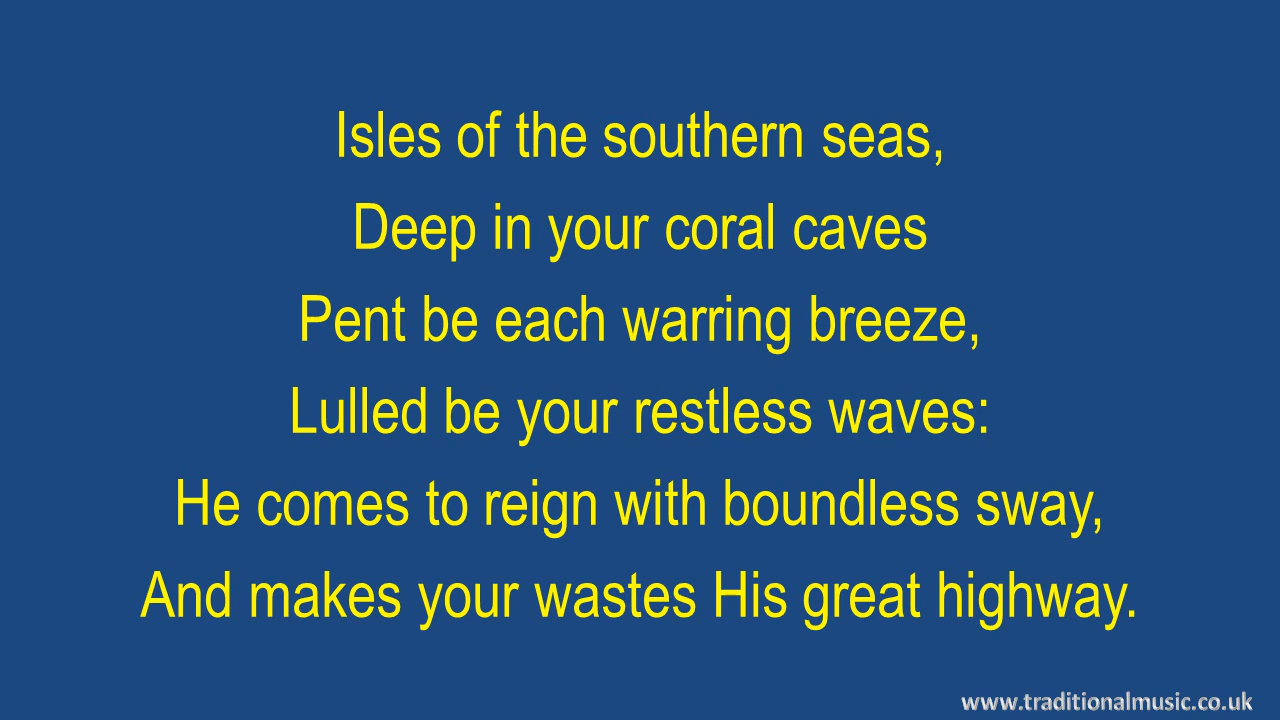 Isles of the southern seas,
Deep in your coral caves
Pent be each warring breeze,
Lulled be your restless waves:
He comes to reign with boundless sway,
And makes your wastes His great highway.
www.traditionalmusic.co.uk